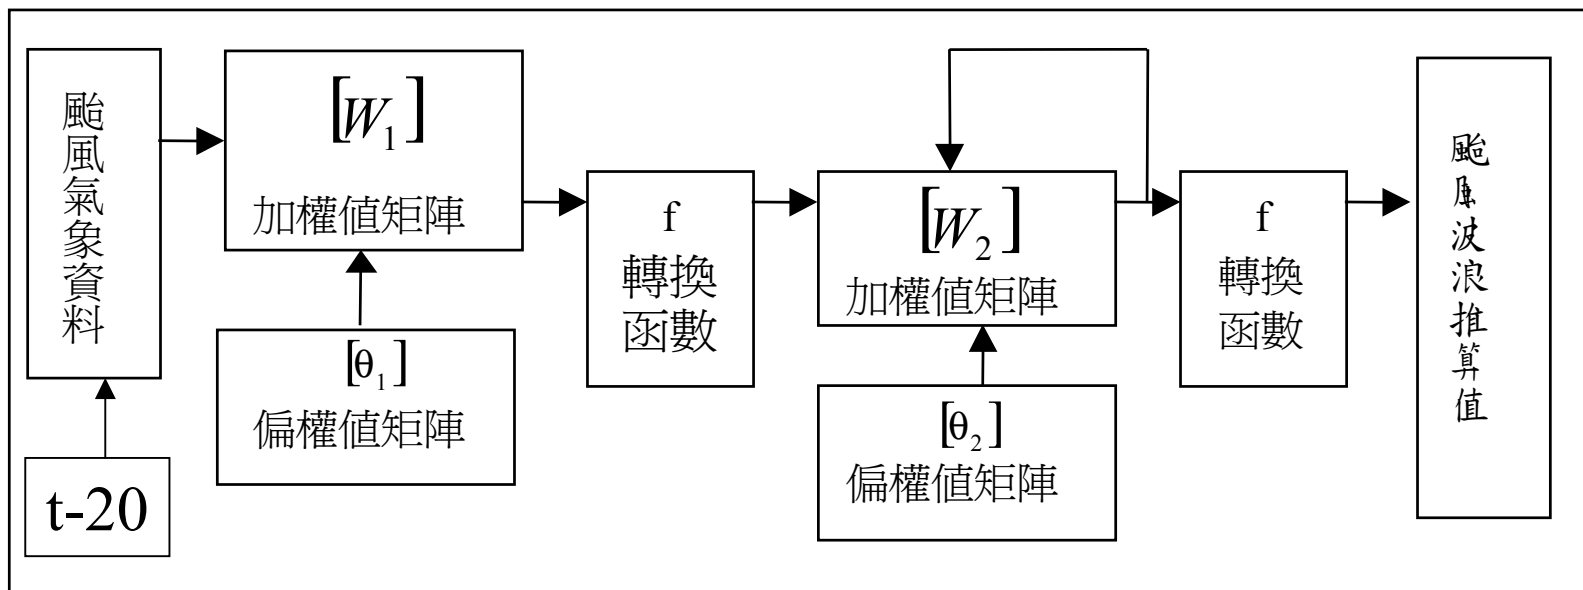 颱風氣象資料
t-20
[W₁]
加權值矩陣
[θ₁]
偏權值矩陣
f
轉換
函數
[W₂]
加權值矩陣
[θ₂]
偏權值矩陣
f
轉換
函數
颱風波浪推算值